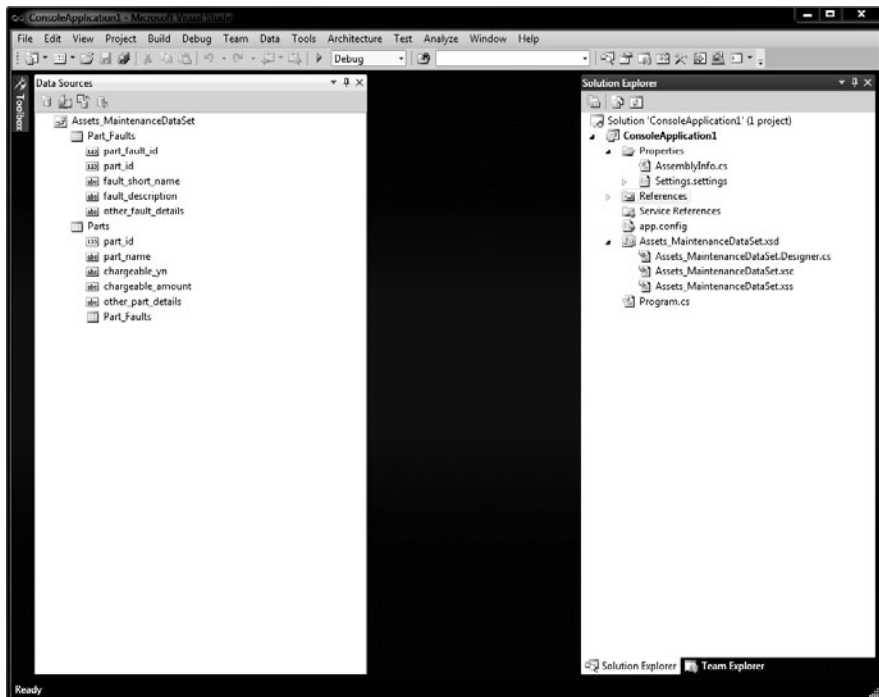 ConsoleApplication1 - Microsoft Visual Studio
File Edit View Project Build Debug Team Data Tools Architecture Test Analyze Window Help
Debug
Toolbox
Data Sources
Assets_MaintenanceDataSet
Part_Faults
part_fault_id
part_id
fault_short_name
fault_description
other_fault_details
Parts
part_id
part_name
chargeable_yn
chargeable_amount
other_part_details
Part_Faults
Solution Explorer
Solution 'ConsoleApplication1' (1 project)
ConsoleApplication1
Properties
AssemblyInfo.cs
Settings.settings
References
Service References
app.config
Assets_MaintenanceDataSet.xsd
Assets_MaintenanceDataSet.Designer.cs
Assets_MaintenanceDataSet.xsc
Assets_MaintenanceDataSet.xss
Program.cs
Solution Explorer Team Explorer
Ready